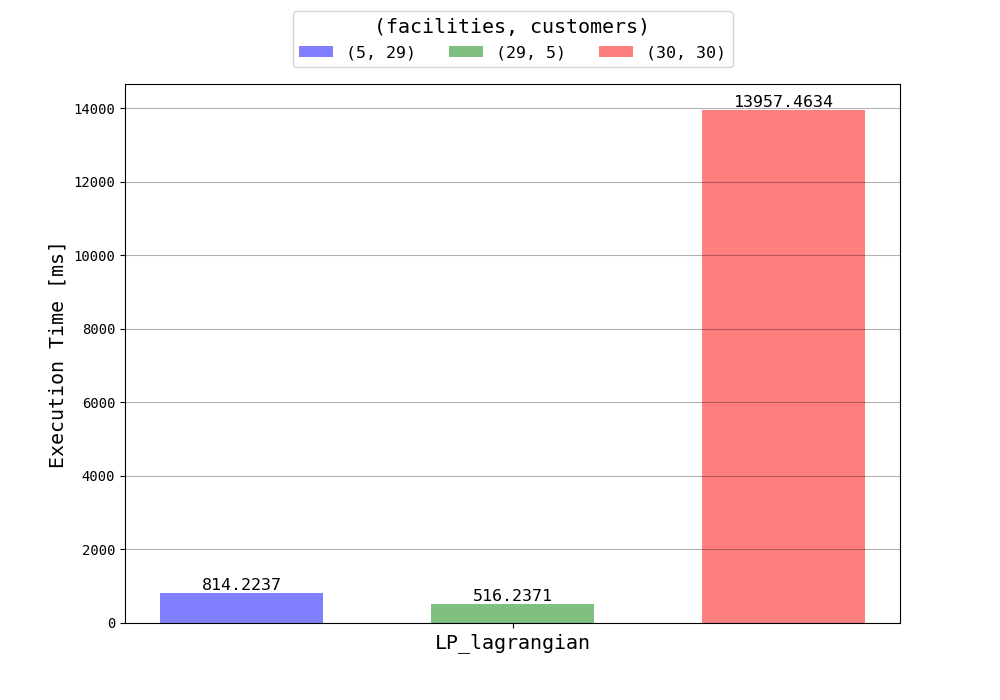 (facilities, customers)
(5, 29) (29, 5) (30, 30)
Execution Time [ms]
14000
12000
10000
8000
6000
4000
2000
0
13957.4634
814.2237
516.2371
LP_lagrangian